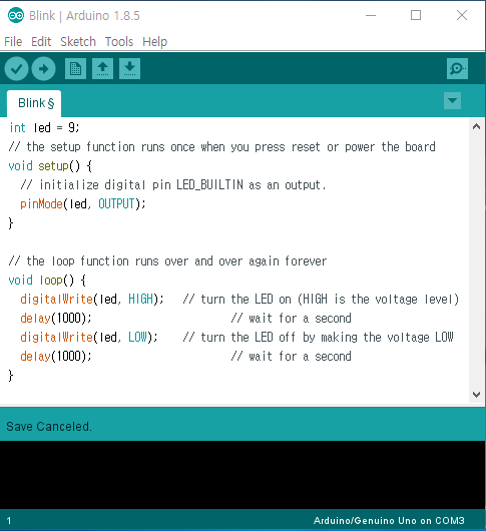 Blink | Arduino 1.8.5
File Edit Sketch Tools Help
Blink §
int led = 9;
// the setup function runs once when you press reset or power the board
void setup() {
  // initialize digital pin LED_BUILTIN as an output.
  pinMode(led, OUTPUT);
}

// the loop function runs over and over again forever
void loop() {
  digitalWrite(led, HIGH);   // turn the LED on (HIGH is the voltage level)
  delay(1000);                       // wait for a second
  digitalWrite(led, LOW);    // turn the LED off by making the voltage LOW
  delay(1000);                       // wait for a second
}
Save Canceled.
1 Arduino/Genuino Uno on COM3